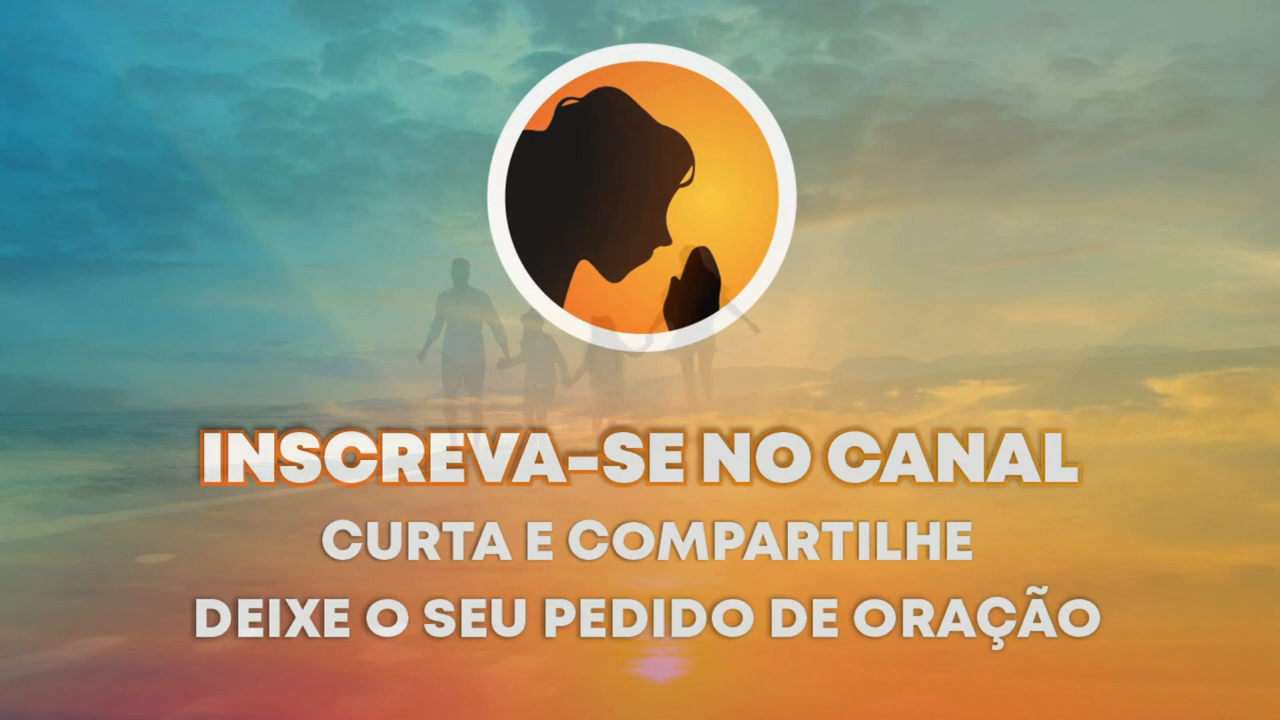 INSCREVA-SE NO CANAL
CURTA E COMPARTILHE
DEIXE O SEU PEDIDO DE ORAÇÃO